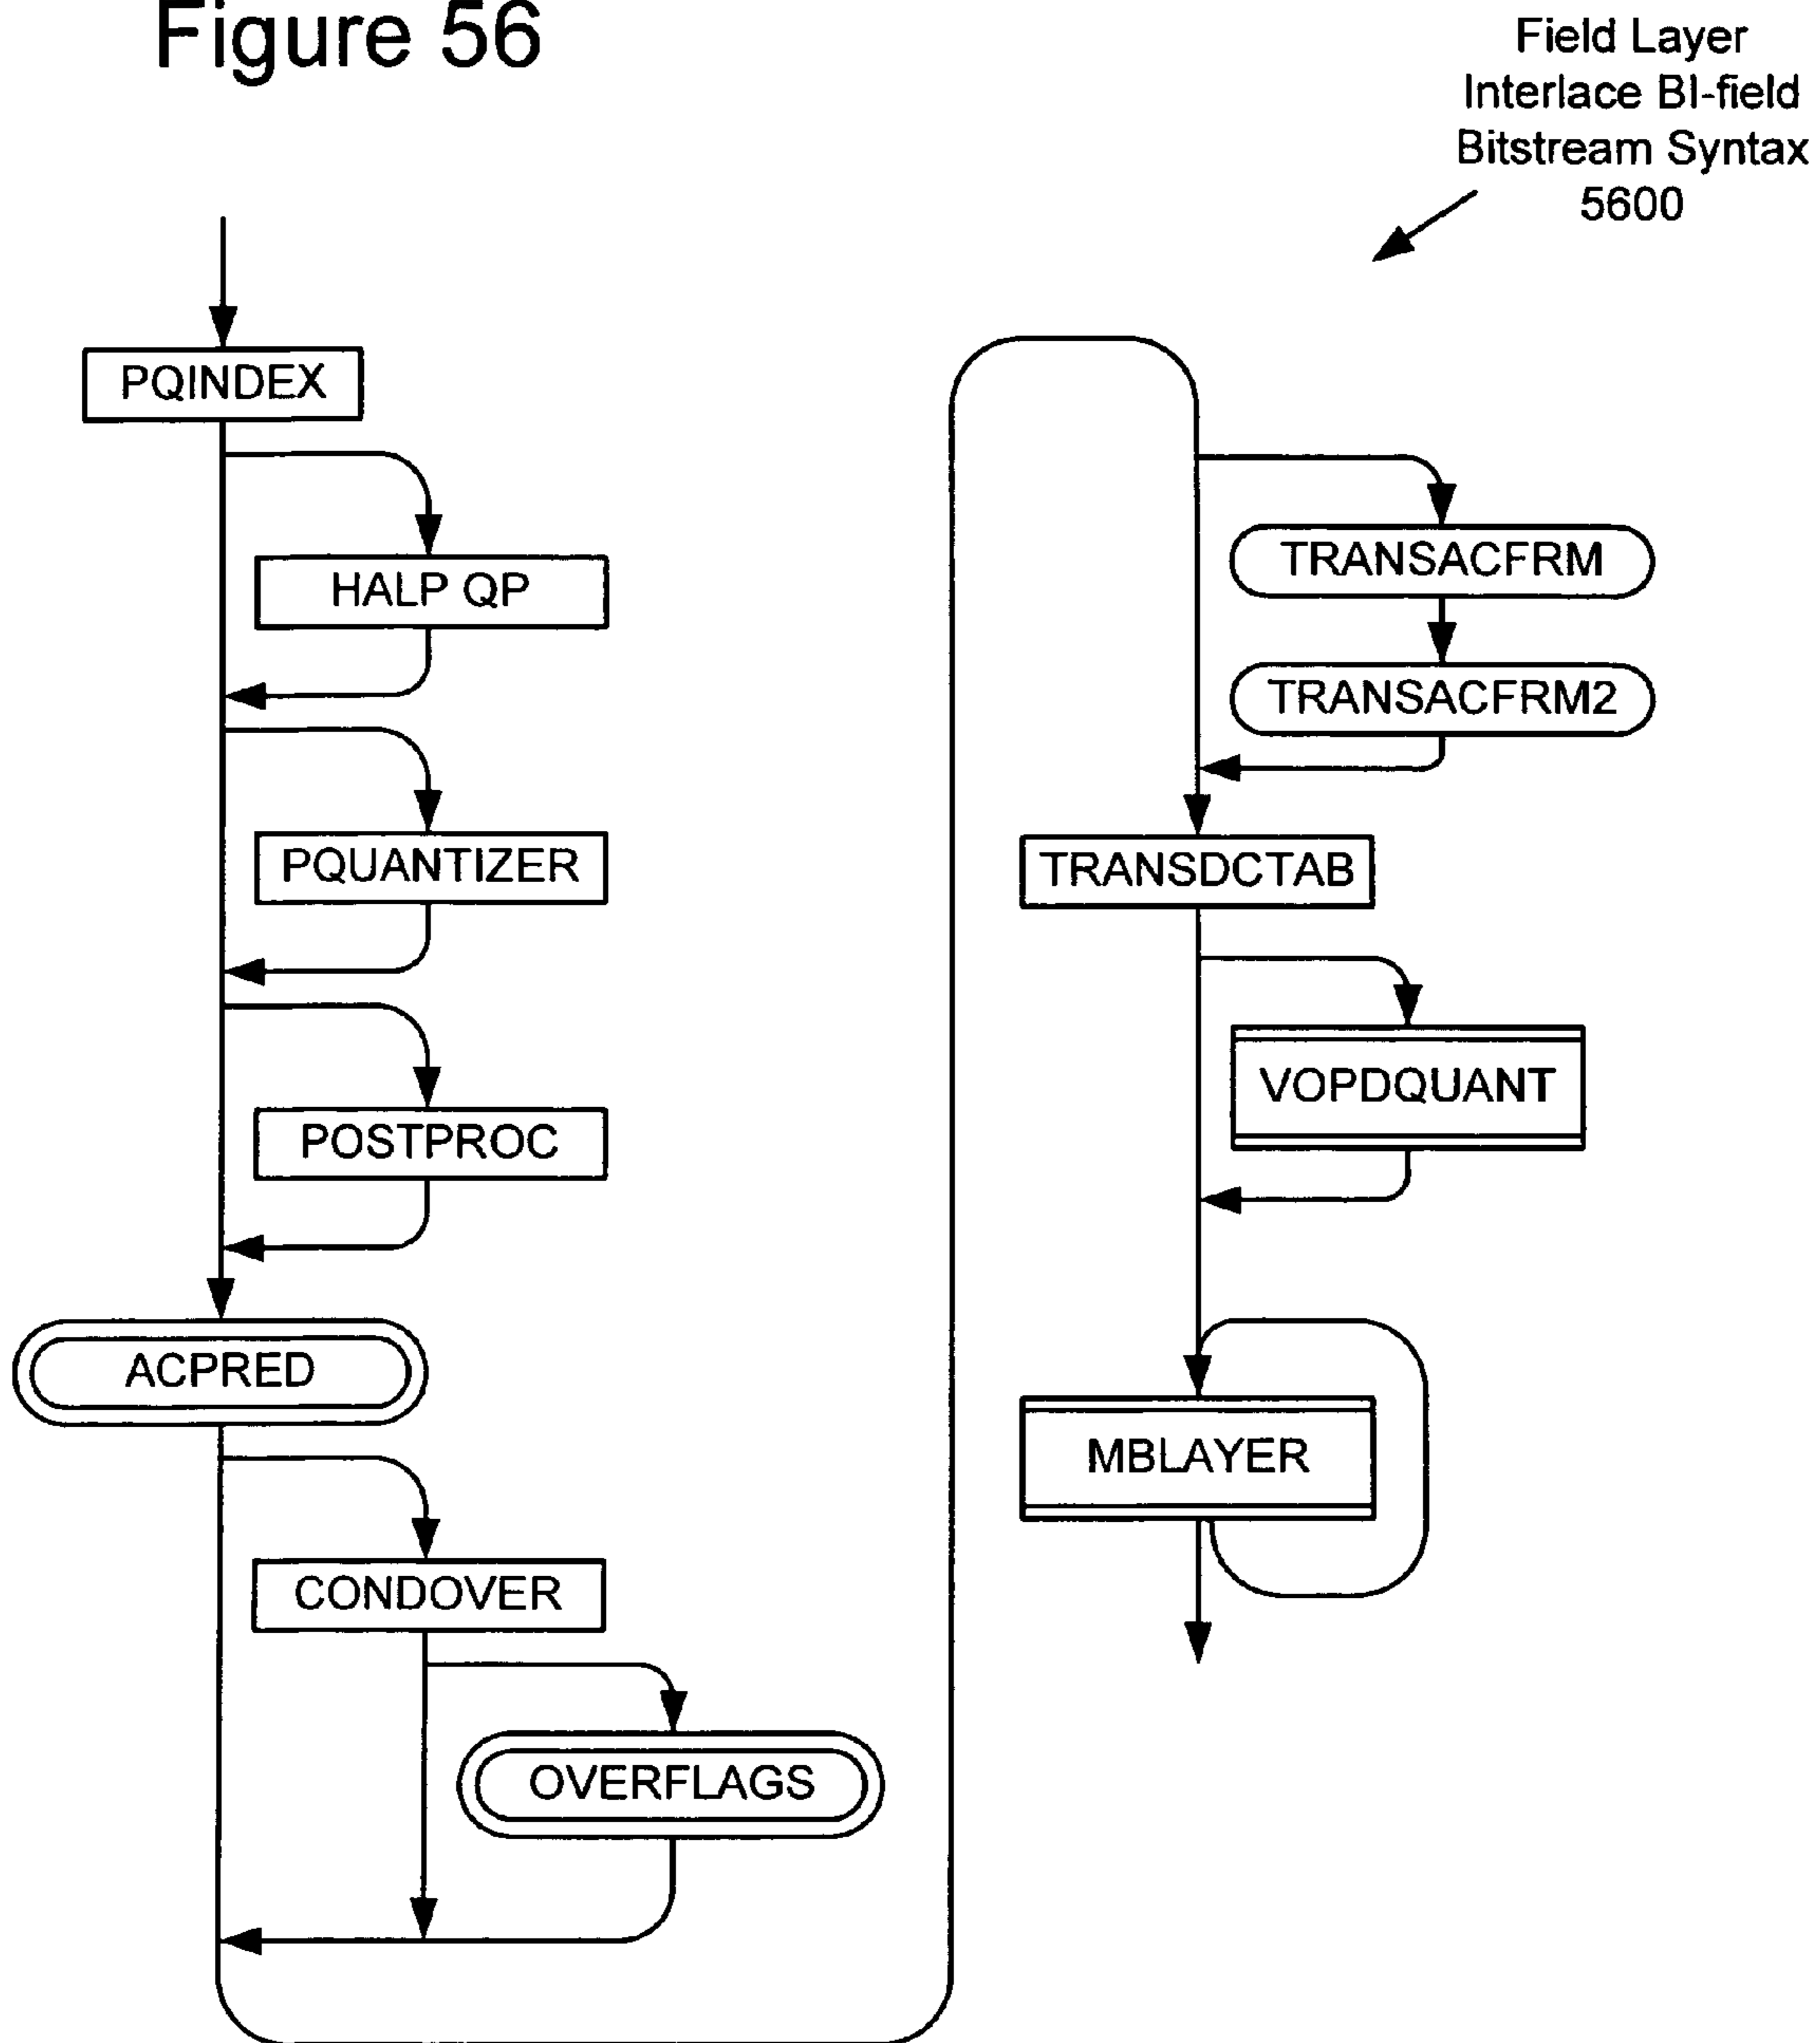 Figure 56
Field Layer
Interlace BI-field
Bitstream Syntax
5600
PQINDEX
HALP QP
PQUANTIZER
POSTPROC
ACPRED
CONDOVER
OVERFLAGS
TRANSACFRM
TRANSACFRM2
TRANSDCTAB
VOPDQUANT
MBLAYER